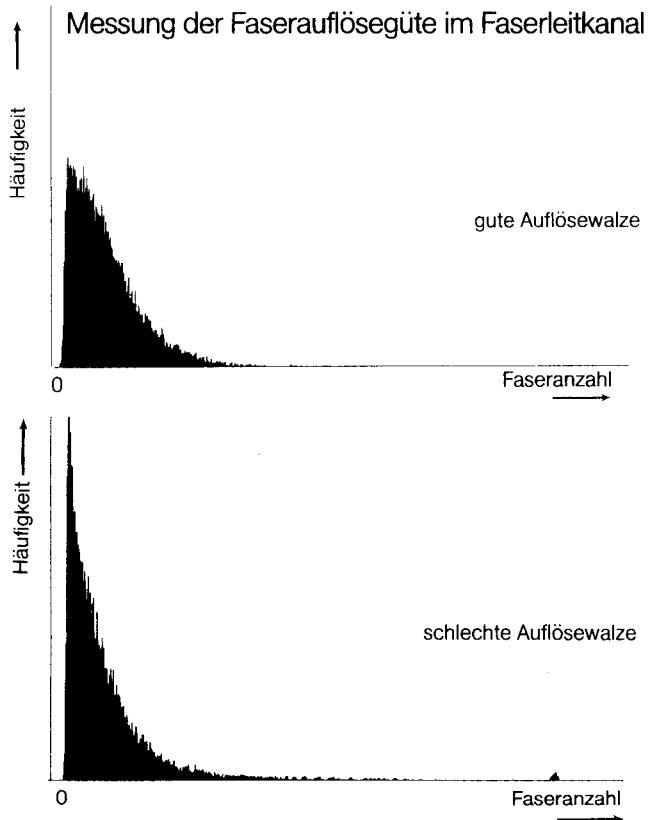 Messung der Faserauflösegüte im Faserleitkanal
Häufigkeit
gute Auflösewalze
0
Faseranzahl
Häufigkeit
schlechte Auflösewalze
0
Faseranzahl